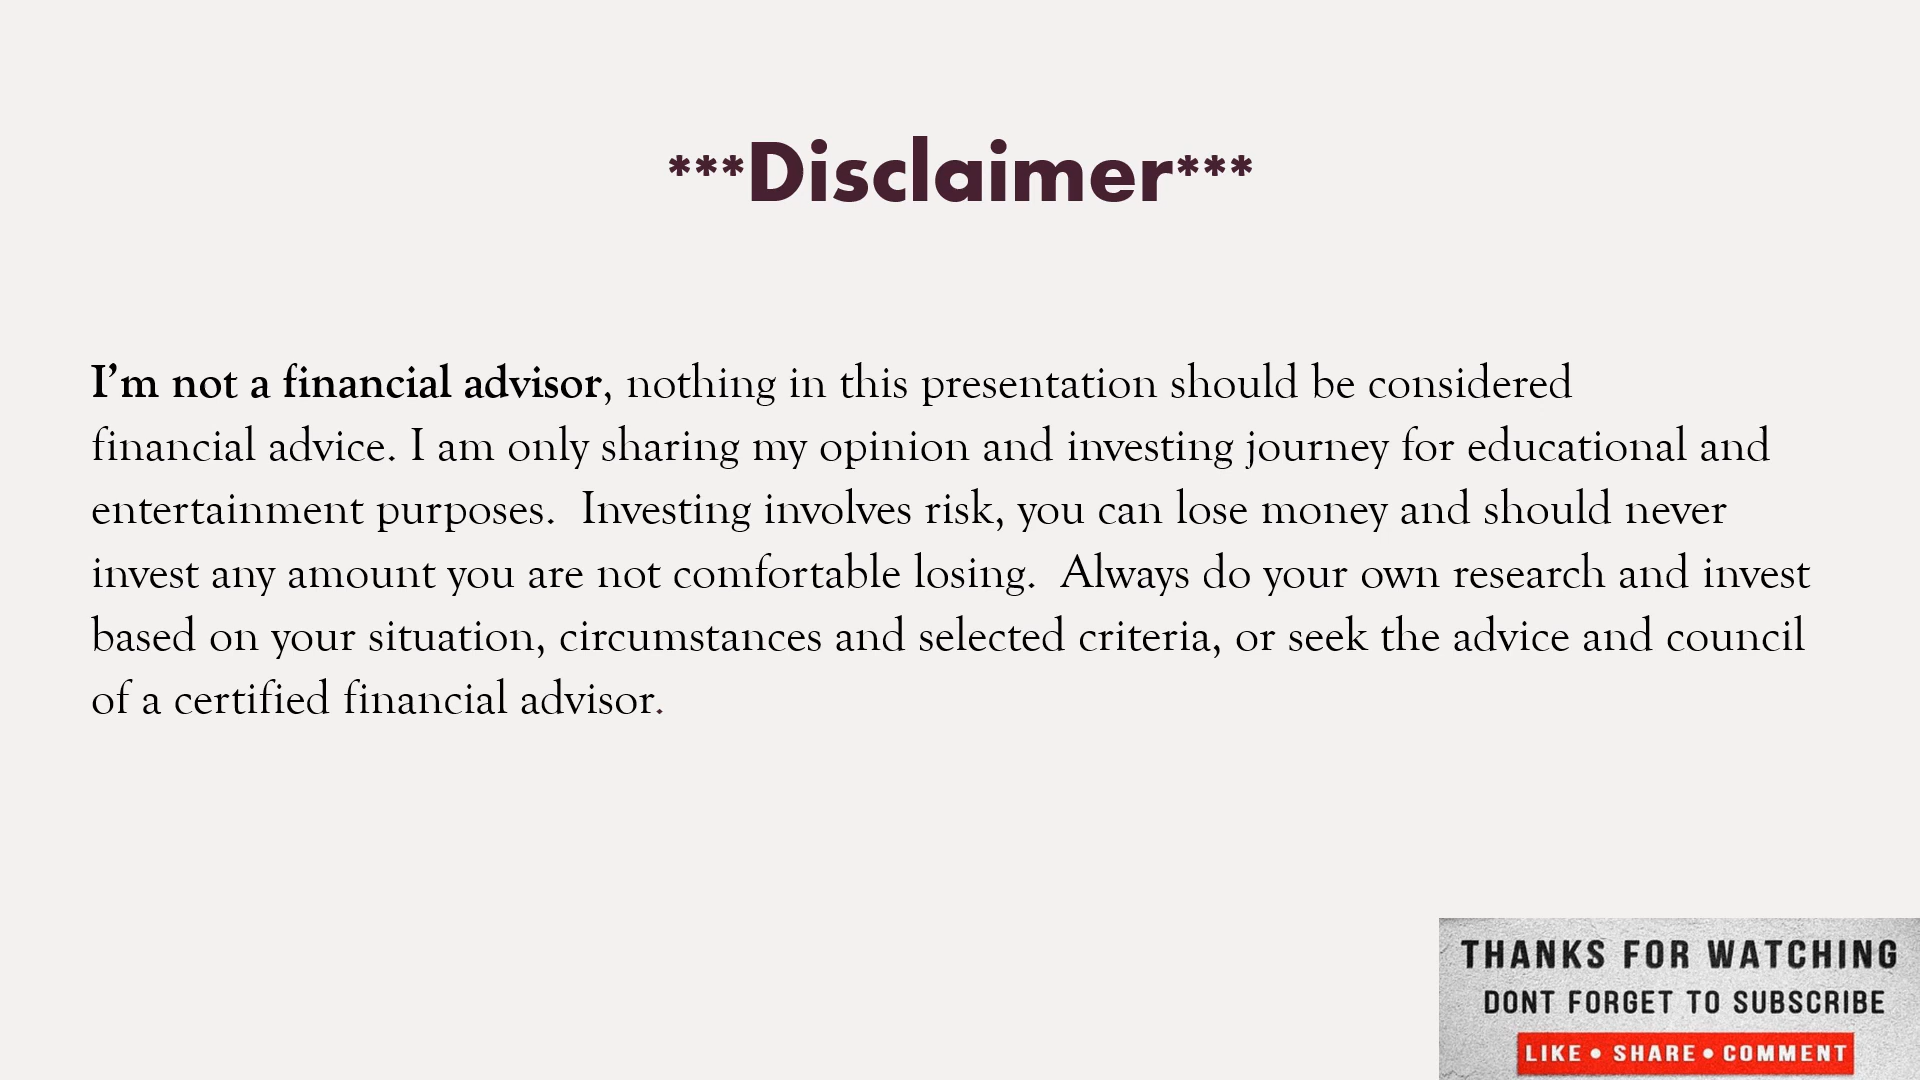 ***Disclaimer***
I’m not a financial advisor, nothing in this presentation should be considered
financial advice. I am only sharing my opinion and investing journey for educational and
entertainment purposes.  Investing involves risk, you can lose money and should never
invest any amount you are not comfortable losing.  Always do your own research and invest
based on your situation, circumstances and selected criteria, or seek the advice and council
of a certified financial advisor.
THANKS FOR WATCHING
DONT FORGET TO SUBSCRIBE
LIKE • SHARE • COMMENT